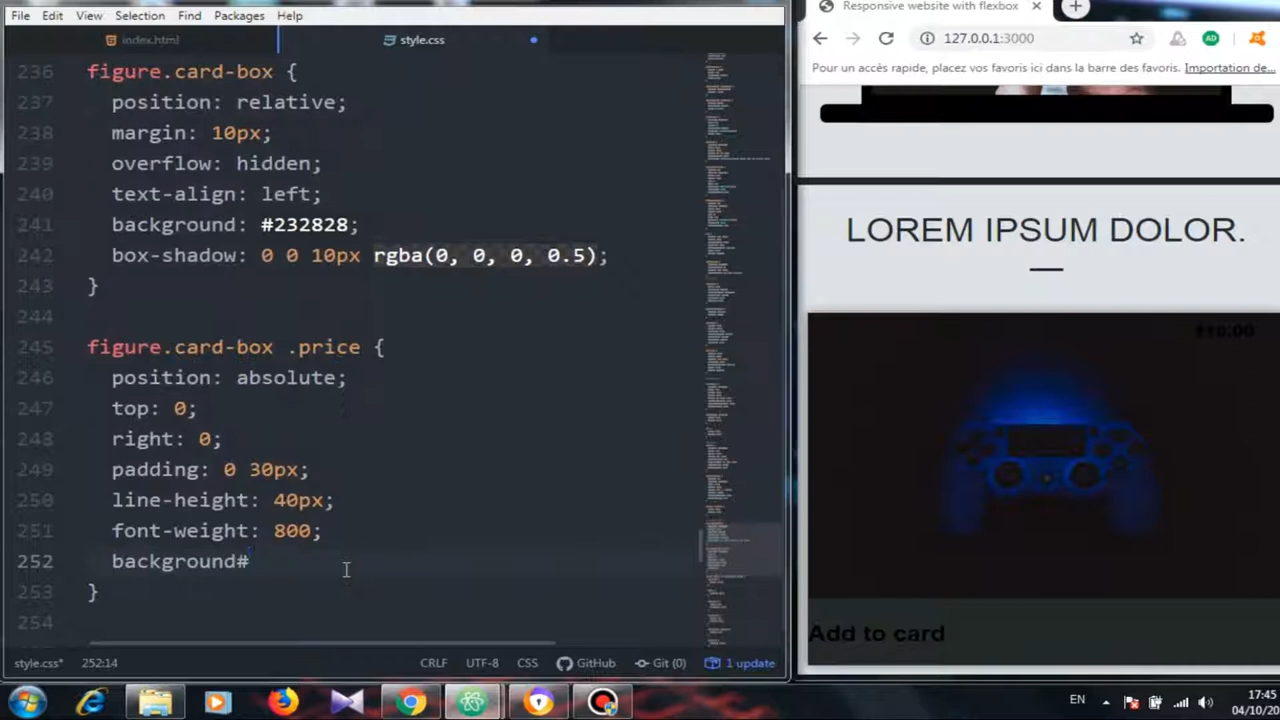 File Edit View Selection Find Packages Help
index.html
style.css
236 figure.card-box {
237 position: relative;
238 margin: 10px;
239 overflow: hidden;
240 text-align: left;
241 background: #222828;
242 box-sadow: 10px rgba(0, 0, 0, 0.5);
243 }
244
245 figure.card-box .price {
246 position: absolute;
247 top: 0;
248 right: 0;
249 padding: 0 30px;
250 line-height: 40px;
251 font-weight: 800;
252 backgriund#
253 }
254
style.css* 252:14 CRLF UTF-8 CSS GitHub Git (0) 1 update
Responsive website with flexbox
127.0.0.1:3000
AD
Pour un accès rapide, placez vos favoris ici dans la barre des favoris. Importation de...
LOREM IPSUM DOLOR.
Add to card
EN
17:45
04/10/20